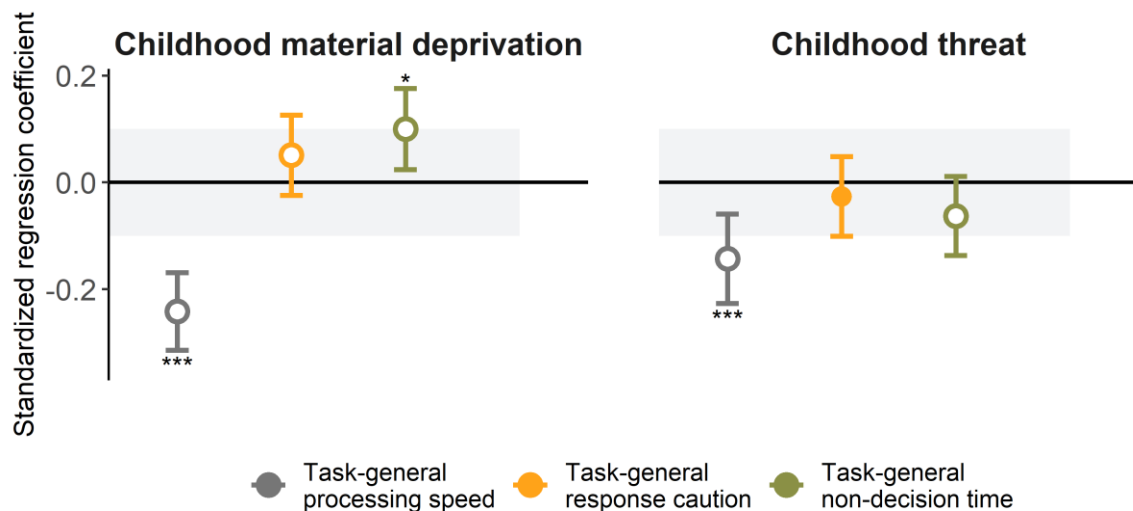 Childhood material deprivation
Childhood threat
Standardized regression coefficient
0.2
0.0
-0.2
*
***
***
Task-general
processing speed
Task-general
response caution
Task-general
non-decision time